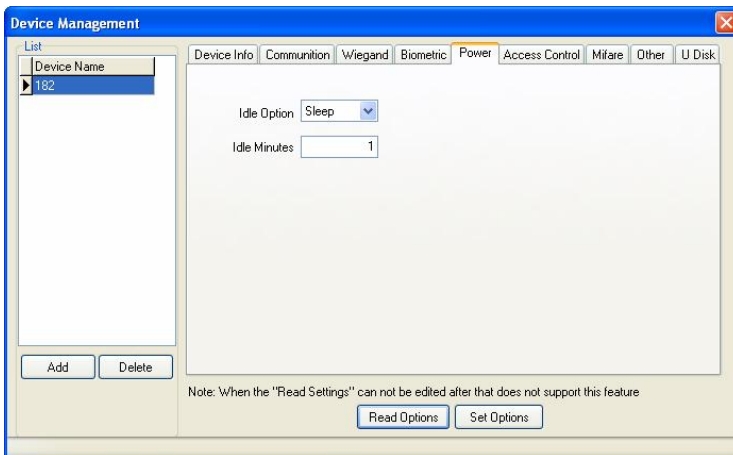 Device Management
List
Device Name
182
Add Delete
Device Info Communition Wiegand Biometric Power Access Control Mifare Other U Disk
Idle Option Sleep
Idle Minutes 1
Note: When the "Read Settings" can not be edited after that does not support this feature
Read Options Set Options